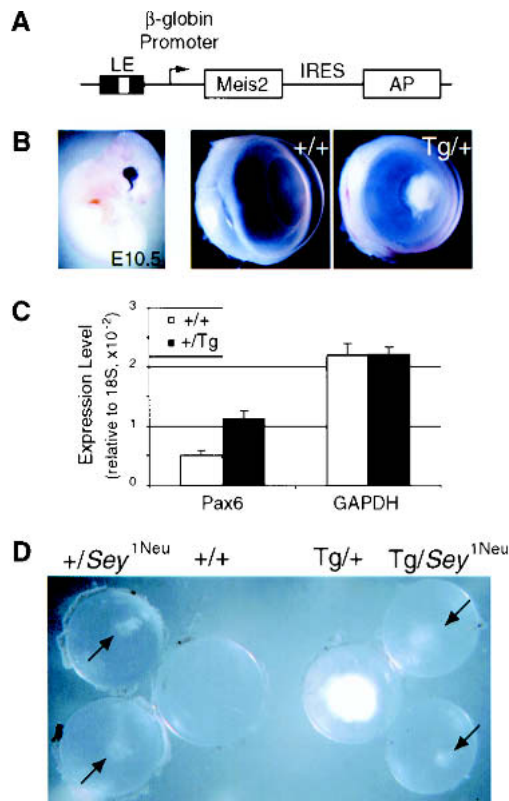 A
β-globin
Promoter
LE
Meis2
IRES
AP
B
E10.5
+/+
Tg/+
C
Expression Level
(relative to 18S, x10⁻²)
3
2
1
0
+/+
+/Tg
Pax6
GAPDH
D
+/Sey¹ᴺᵉᵘ
+/+
Tg/+
Tg/Sey¹ᴺᵉᵘ